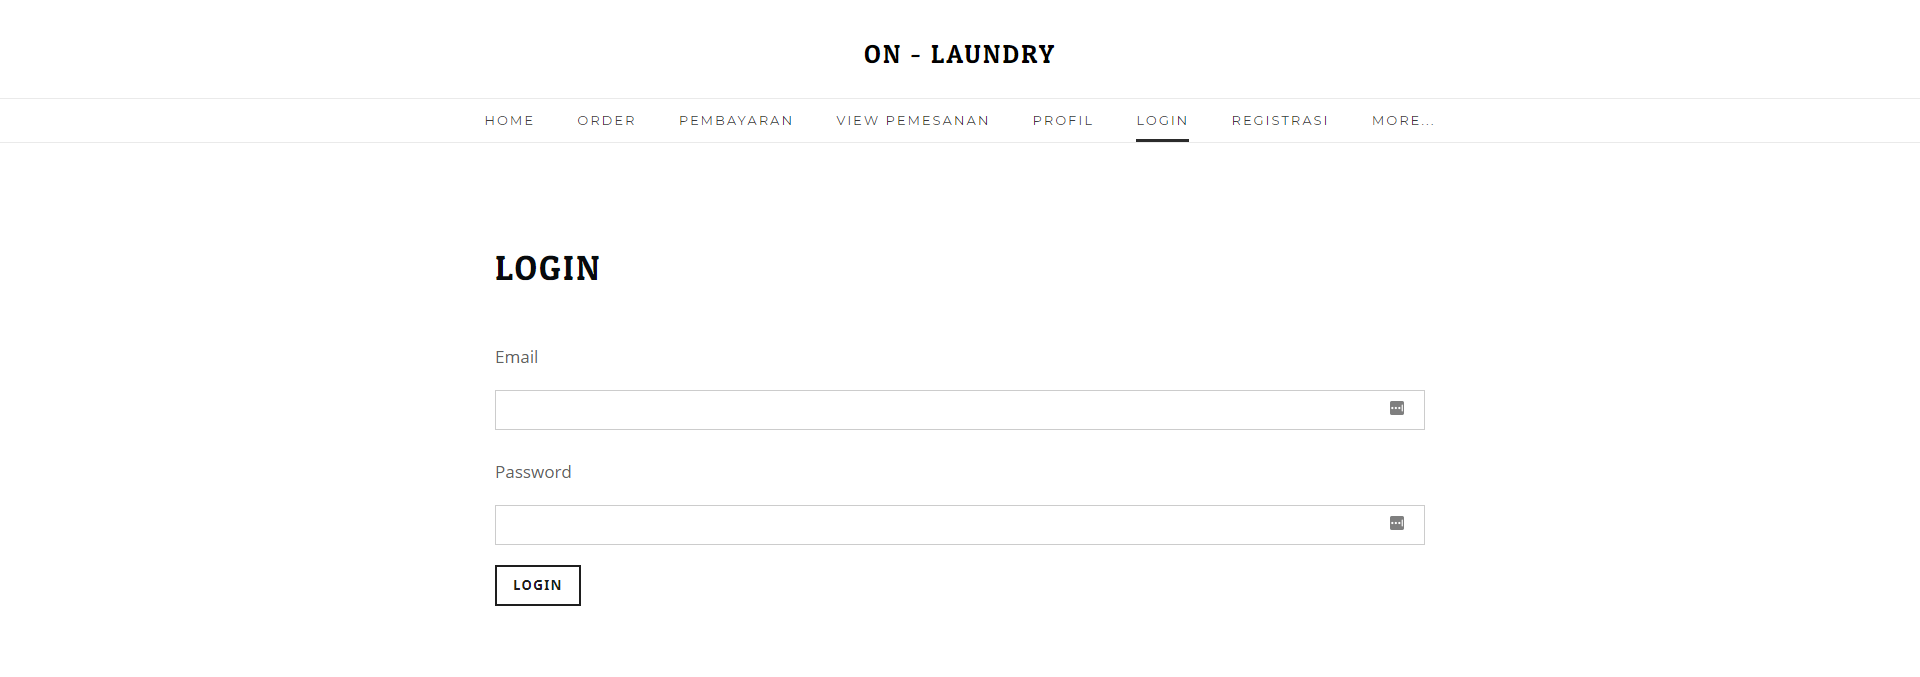 ON - LAUNDRY
HOME ORDER PEMBAYARAN VIEW PEMESANAN PROFIL LOGIN REGISTRASI MORE...
LOGIN
Email
Password
LOGIN